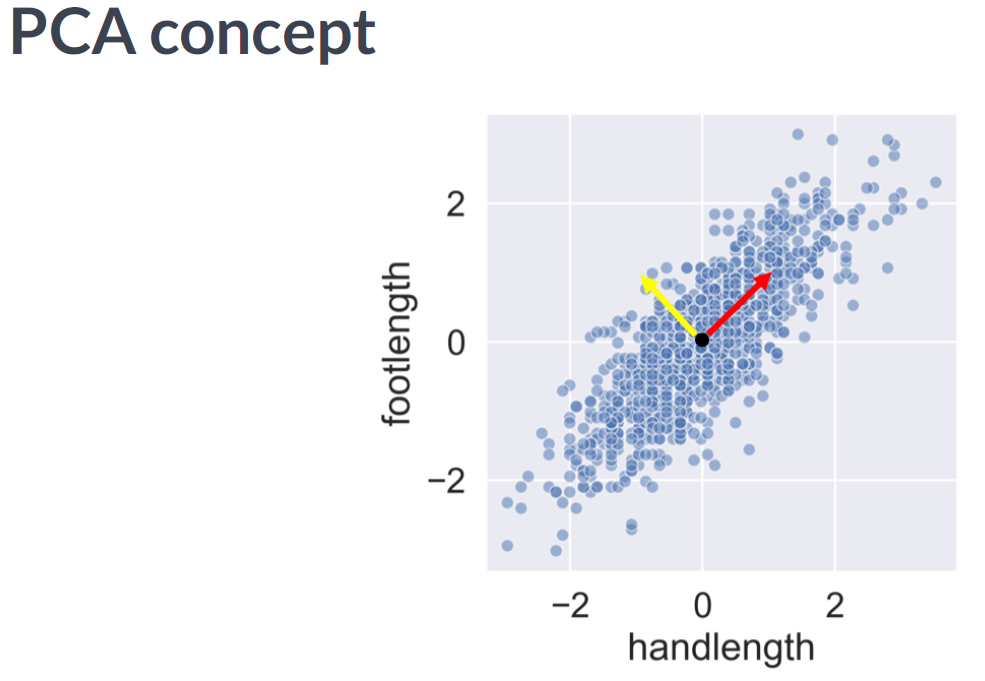 PCA concept
2
0
−2
footlength
−2 0 2
handlength